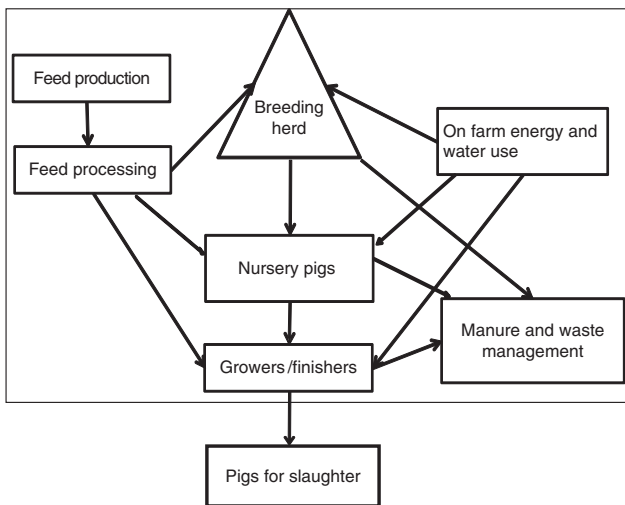 Feed production
Breeding
herd
On farm energy and
water use
Feed processing
Nursery pigs
Manure and waste
management
Growers/finishers
Pigs for slaughter